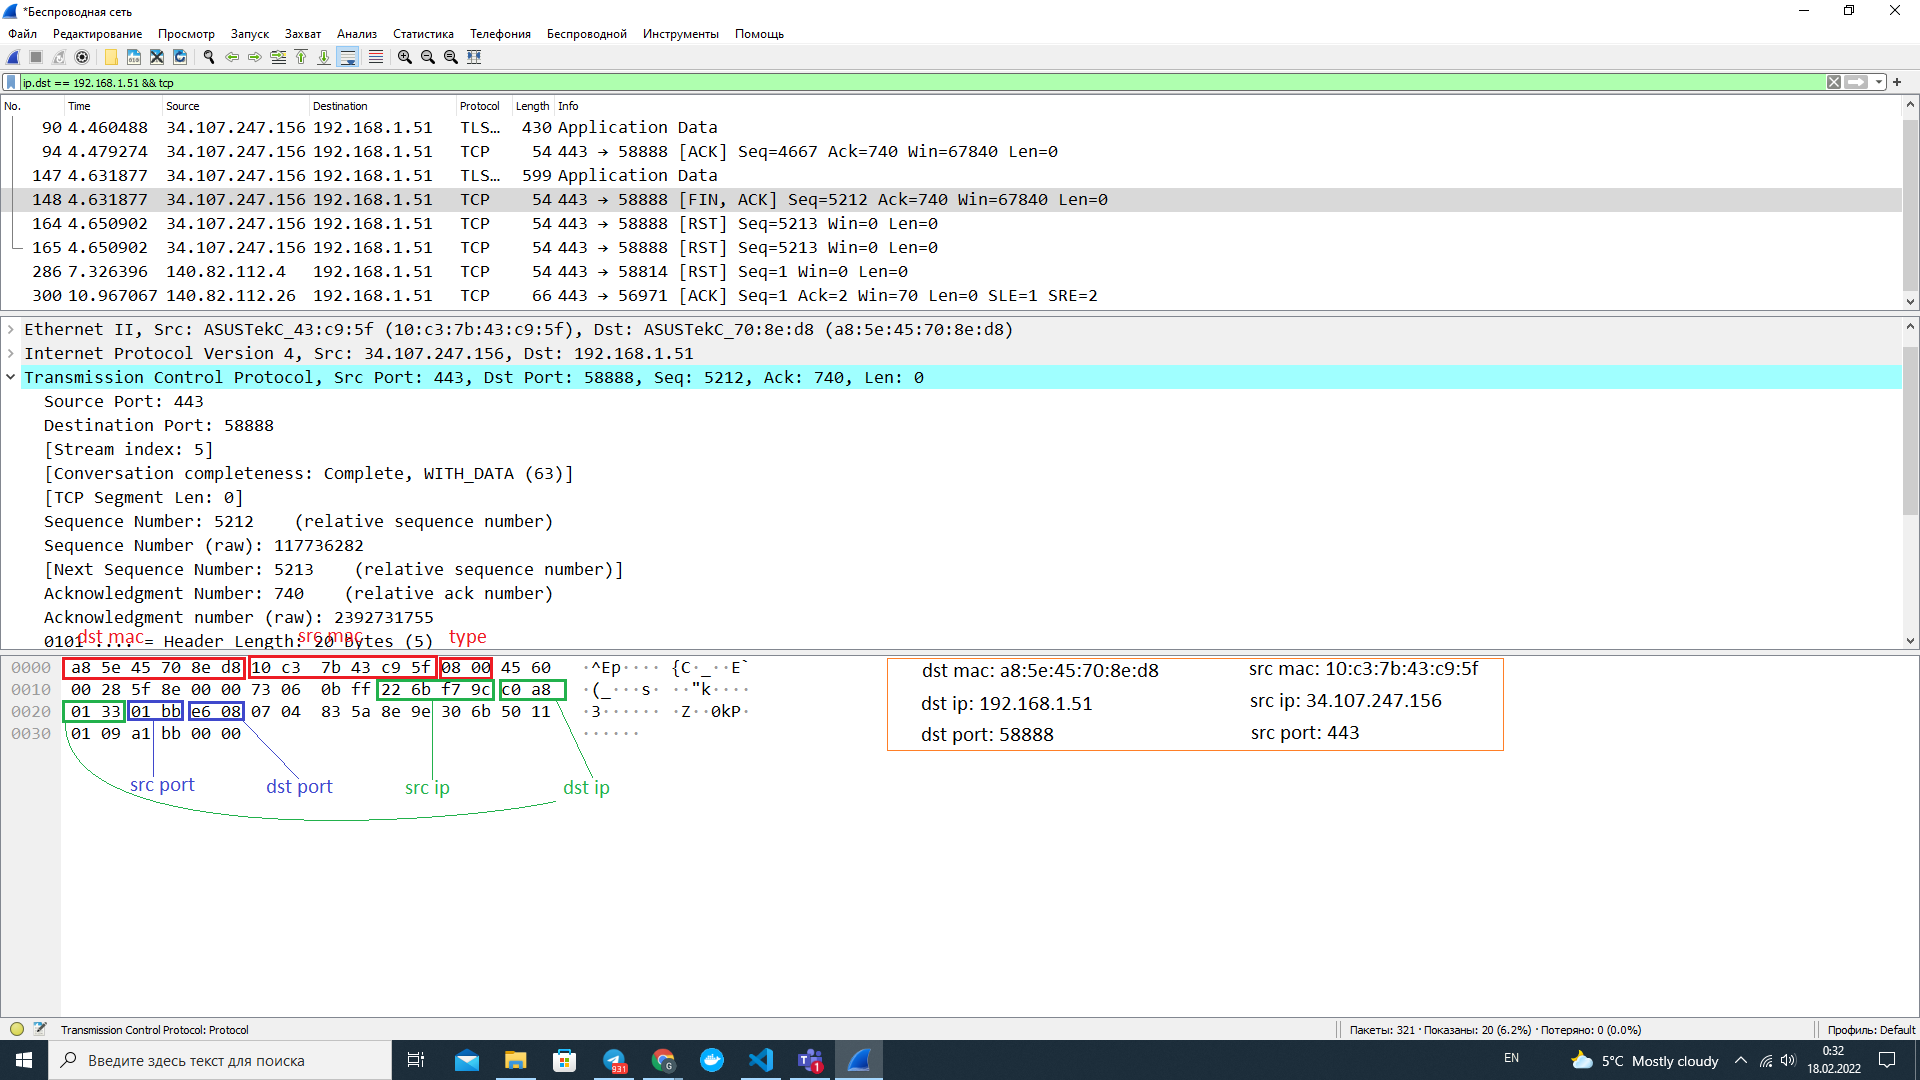 *Беспроводная сеть
Файл Редактирование Просмотр Запуск Захват Анализ Статистика Телефония Беспроводной Инструменты Помощь
ip.dst == 192.168.1.51 && tcp
No. Time Source Destination Protocol Length Info
90 4.460488 34.107.247.156 192.168.1.51 TLS… 430 Application Data
94 4.479274 34.107.247.156 192.168.1.51 TCP 54 443 → 58888 [ACK] Seq=4667 Ack=740 Win=67840 Len=0
147 4.631877 34.107.247.156 192.168.1.51 TLS… 599 Application Data
148 4.631877 34.107.247.156 192.168.1.51 TCP 54 443 → 58888 [FIN, ACK] Seq=5212 Ack=740 Win=67840 Len=0
164 4.650902 34.107.247.156 192.168.1.51 TCP 54 443 → 58888 [RST] Seq=5213 Win=0 Len=0
165 4.650902 34.107.247.156 192.168.1.51 TCP 54 443 → 58888 [RST] Seq=5213 Win=0 Len=0
286 7.326396 140.82.112.4 192.168.1.51 TCP 54 443 → 58814 [RST] Seq=1 Win=0 Len=0
300 10.967067 140.82.112.26 192.168.1.51 TCP 66 443 → 56971 [ACK] Seq=1 Ack=2 Win=70 Len=0 SLE=1 SRE=2
Ethernet II, Src: ASUSTekC_43:c9:5f (10:c3:7b:43:c9:5f), Dst: ASUSTekC_70:8e:d8 (a8:5e:45:70:8e:d8)
Internet Protocol Version 4, Src: 34.107.247.156, Dst: 192.168.1.51
Transmission Control Protocol, Src Port: 443, Dst Port: 58888, Seq: 5212, Ack: 740, Len: 0
Source Port: 443
Destination Port: 58888
[Stream index: 5]
[Conversation completeness: Complete, WITH_DATA (63)]
[TCP Segment Len: 0]
Sequence Number: 5212 (relative sequence number)
Sequence Number (raw): 117736282
[Next Sequence Number: 5213 (relative sequence number)]
Acknowledgment Number: 740 (relative ack number)
Acknowledgment number (raw): 2392731755
0101 .... = Header Length: 20 bytes (5)
dst mac src mac type
0000 a8 5e 45 70 8e d8 10 c3 7b 43 c9 5f 08 00 45 60 ·^Ep···· {C·_··E`
0010 00 28 5f 8e 00 00 73 06 0b ff 22 6b f7 9c c0 a8 ·(_···s· ··"k····
0020 01 33 01 bb e6 08 07 04 83 5a 8e 9e 30 6b 50 11 ·3······ ·Z··0kP·
0030 01 09 a1 bb 00 00 ······
src port dst port src ip dst ip
dst mac: a8:5e:45:70:8e:d8 src mac: 10:c3:7b:43:c9:5f
dst ip: 192.168.1.51 src ip: 34.107.247.156
dst port: 58888 src port: 443
Transmission Control Protocol: Protocol Пакеты: 321 · Показаны: 20 (6.2%) · Потеряно: 0 (0.0%) Профиль: Default
Введите здесь текст для поиска 931 G 1 5°C Mostly cloudy EN 0:32
18.02.2022